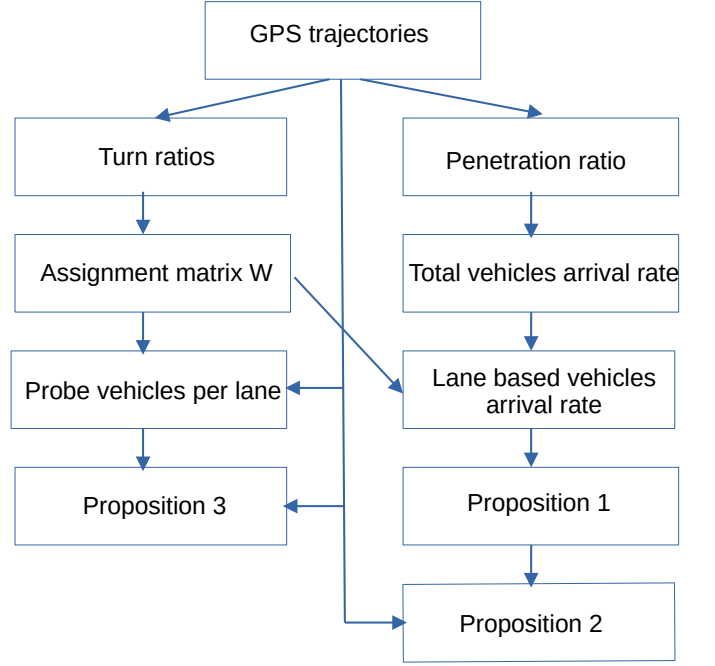 GPS trajectories
Turn ratios
Penetration ratio
Assignment matrix W
Total vehicles arrival rate
Probe vehicles per lane
Lane based vehicles
arrival rate
Proposition 3
Proposition 1
Proposition 2